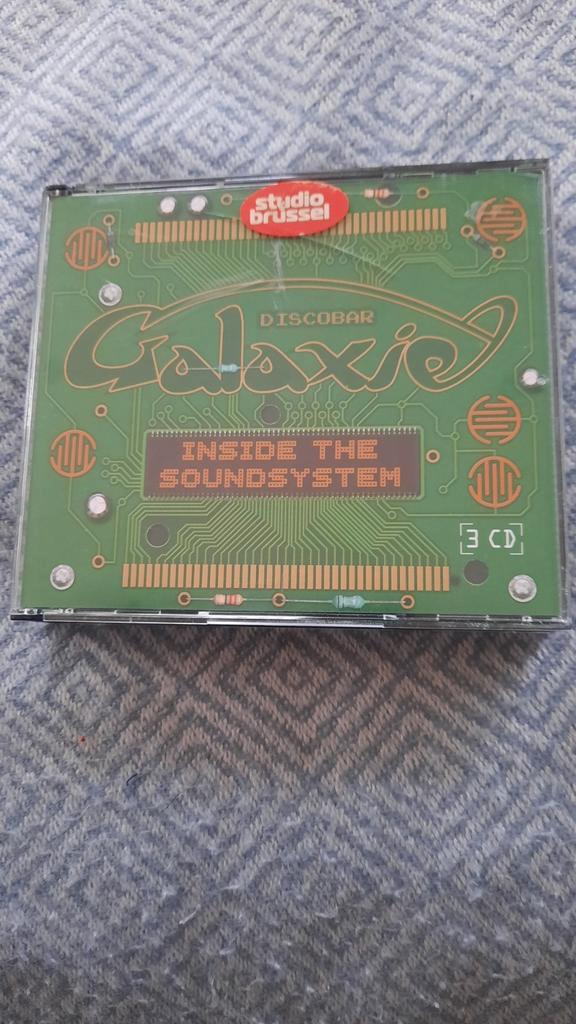 studio
brussel
DISCOBAR
Galaxie
INSIDE THE
SOUNDSYSTEM
3 CD